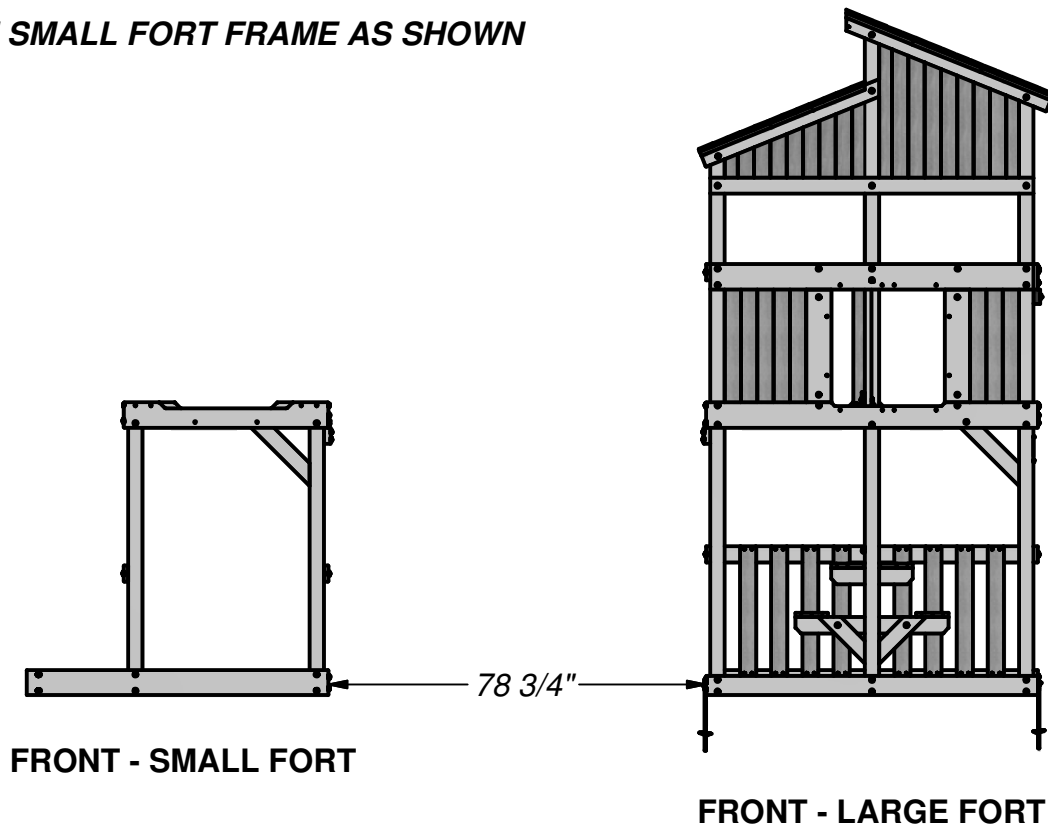 SMALL FORT FRAME AS SHOWN
78 3/4"
FRONT - SMALL FORT
FRONT - LARGE FORT